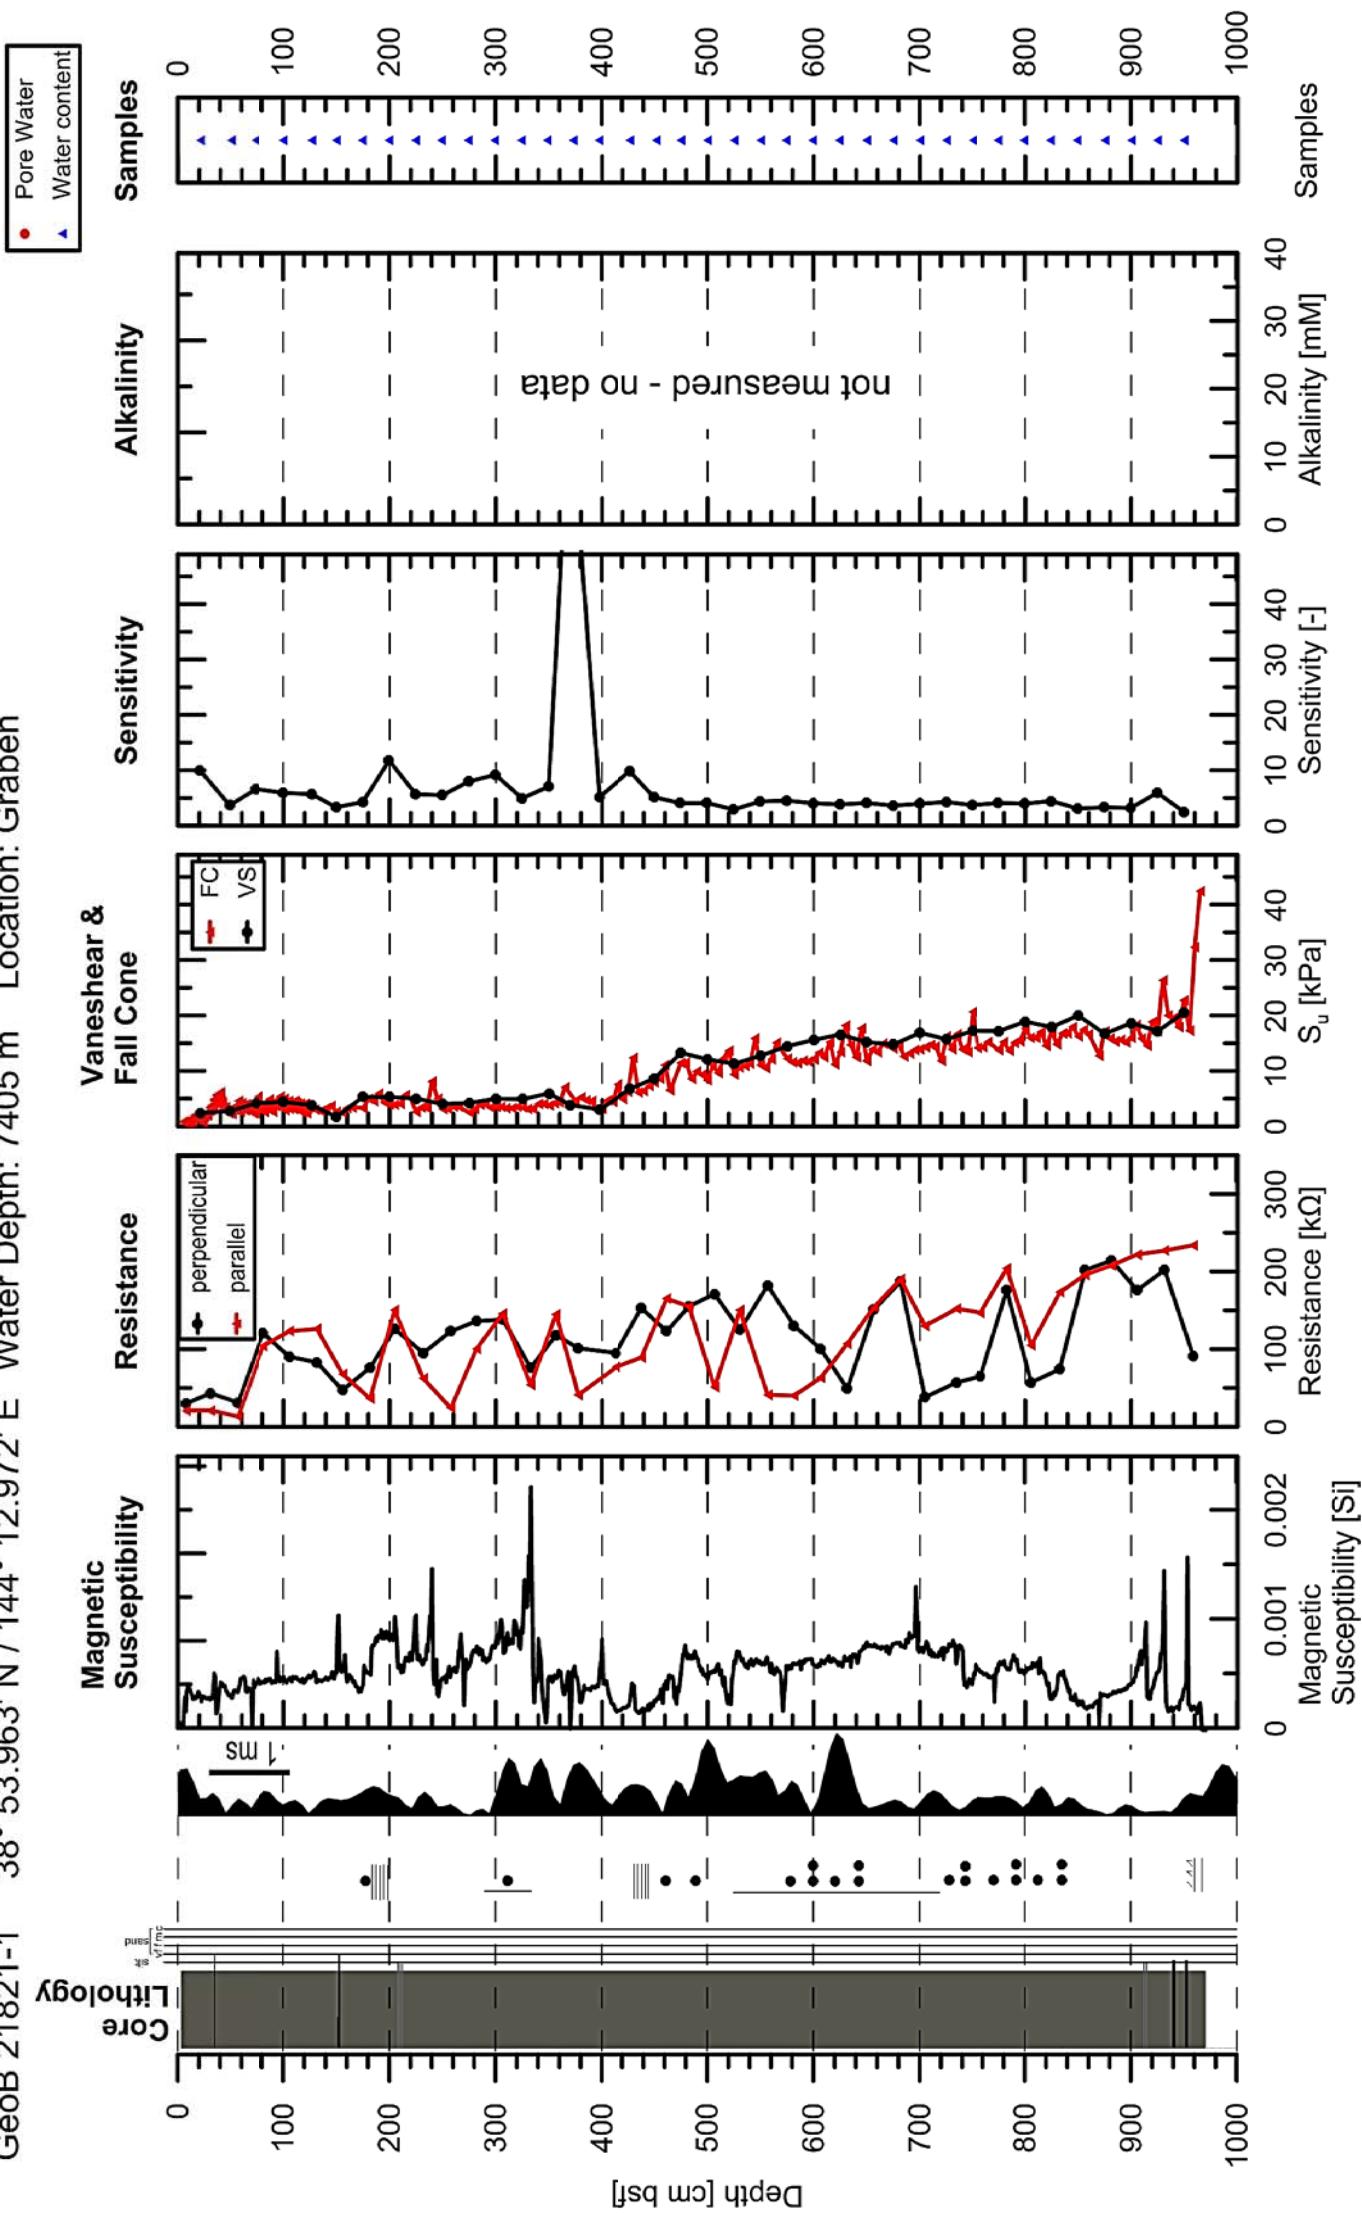 GeoB 21821-1 38° 53.963' N / 144° 12.972' E Water Depth: 7405 m Location: Graben
Pore Water
Water content
Core
Lithology
Magnetic
Susceptibility
Resistance
Vaneshear &
Fall Cone
Sensitivity
Alkalinity
Samples
silt
vf f m c
sand
1 ms
perpendicular
parallel
FC
VS
not measured - no data
Depth [cm bsf]
0
100
200
300
400
500
600
700
800
900
1000
0
100
200
300
400
500
600
700
800
900
1000
0 0.001 0.002
Magnetic
Susceptibility [Si]
0 100 200 300
Resistance [kΩ]
0 10 20 30 40
Su [kPa]
0 10 20 30 40
Sensitivity [-]
0 10 20 30 40
Alkalinity [mM]
Samples